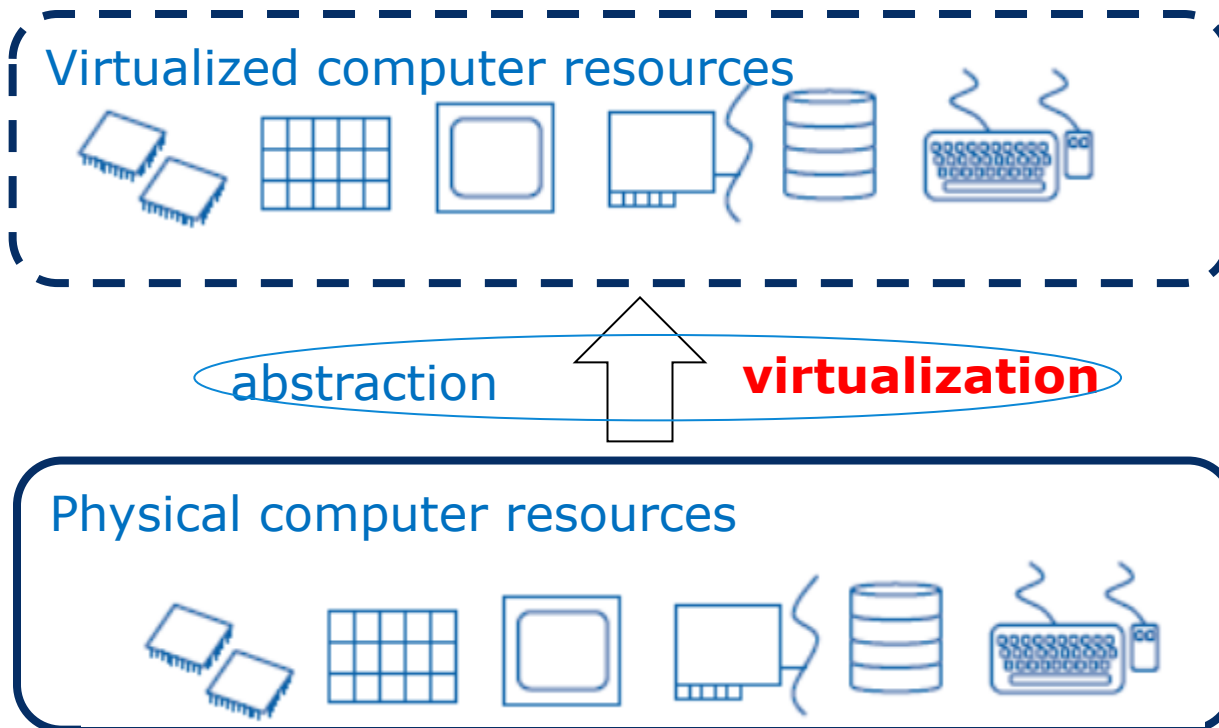 Virtualized computer resources
abstraction
virtualization
Physical computer resources